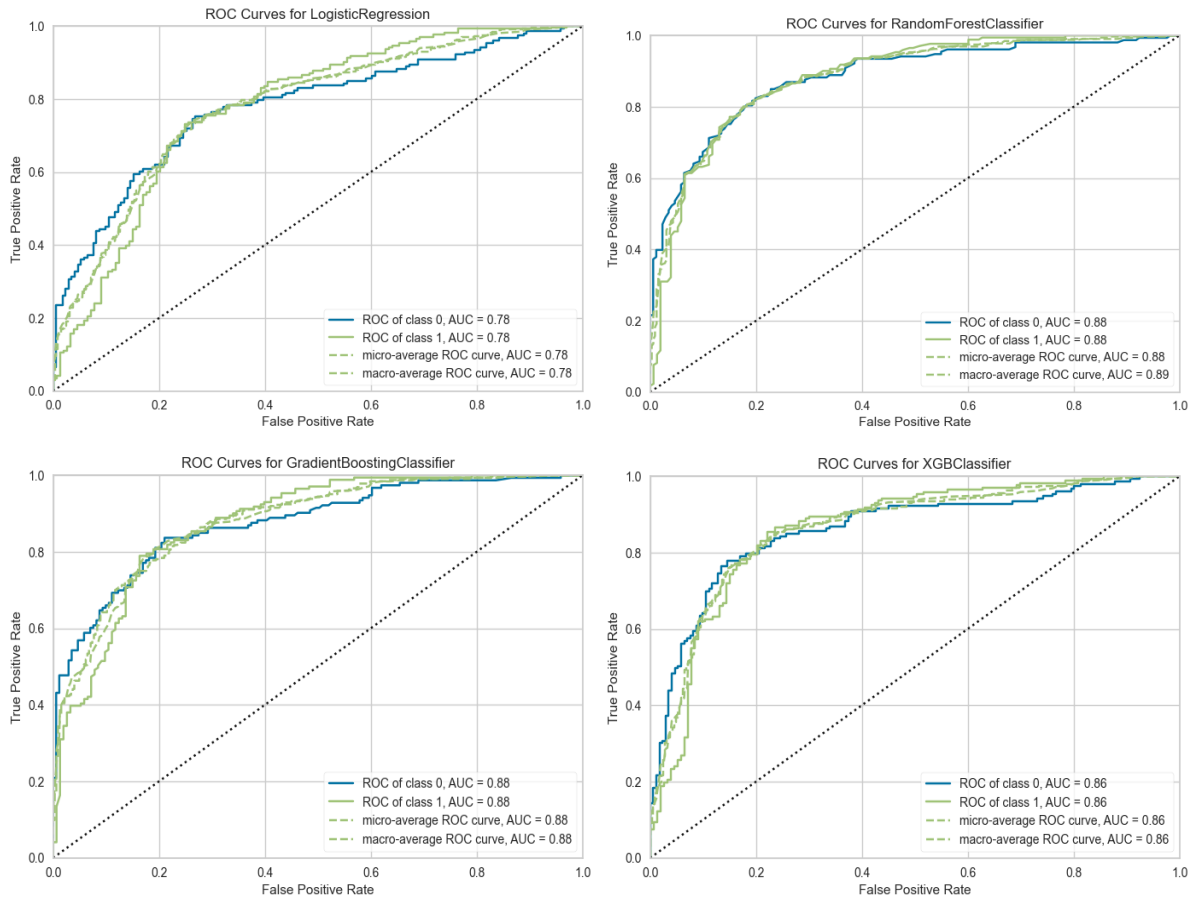 ROC Curves for LogisticRegression
True Positive Rate
1.0
0.8
0.6
0.4
0.2
0.0
ROC of class 0, AUC = 0.78
ROC of class 1, AUC = 0.78
micro-average ROC curve, AUC = 0.78
macro-average ROC curve, AUC = 0.78
0.0 0.2 0.4 0.6 0.8 1.0
False Positive Rate
ROC Curves for RandomForestClassifier
True Positive Rate
1.0
0.8
0.6
0.4
0.2
0.0
ROC of class 0, AUC = 0.88
ROC of class 1, AUC = 0.88
micro-average ROC curve, AUC = 0.88
macro-average ROC curve, AUC = 0.89
0.0 0.2 0.4 0.6 0.8 1.0
False Positive Rate
ROC Curves for GradientBoostingClassifier
True Positive Rate
1.0
0.8
0.6
0.4
0.2
0.0
ROC of class 0, AUC = 0.88
ROC of class 1, AUC = 0.88
micro-average ROC curve, AUC = 0.88
macro-average ROC curve, AUC = 0.88
0.0 0.2 0.4 0.6 0.8 1.0
False Positive Rate
ROC Curves for XGBClassifier
True Positive Rate
1.0
0.8
0.6
0.4
0.2
0.0
ROC of class 0, AUC = 0.86
ROC of class 1, AUC = 0.86
micro-average ROC curve, AUC = 0.86
macro-average ROC curve, AUC = 0.86
0.0 0.2 0.4 0.6 0.8 1.0
False Positive Rate